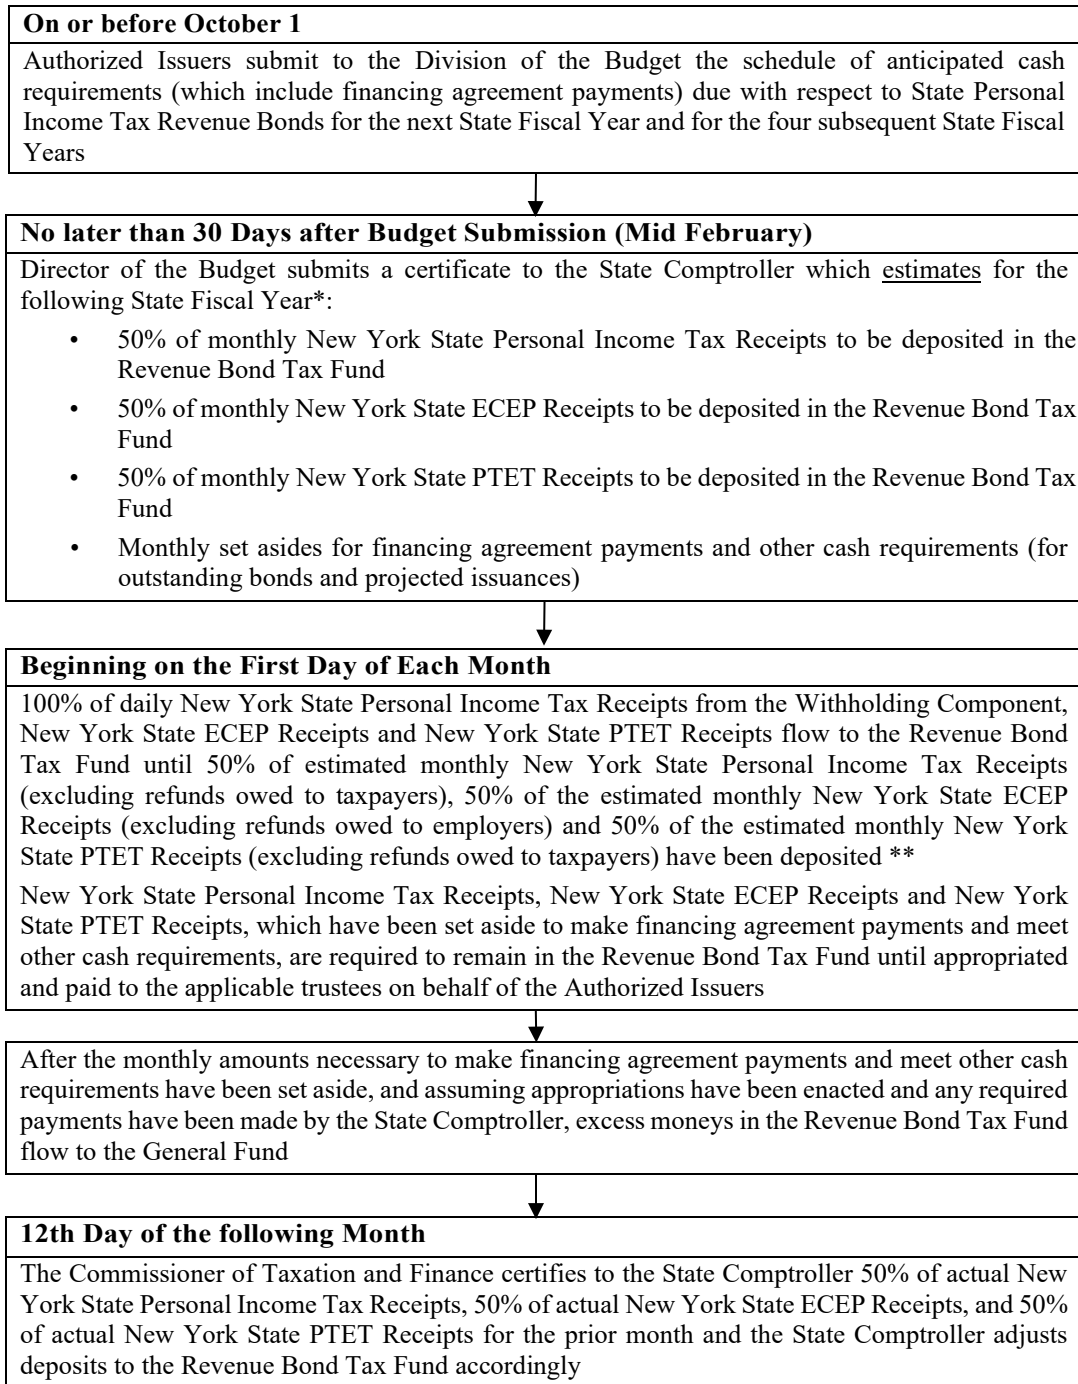 On or before October 1
Authorized Issuers submit to the Division of the Budget the schedule of anticipated cash
requirements (which include financing agreement payments) due with respect to State Personal
Income Tax Revenue Bonds for the next State Fiscal Year and for the four subsequent State Fiscal
Years
No later than 30 Days after Budget Submission (Mid February)
Director of the Budget submits a certificate to the State Comptroller which estimates for the
following State Fiscal Year*:
• 50% of monthly New York State Personal Income Tax Receipts to be deposited in the
Revenue Bond Tax Fund
• 50% of monthly New York State ECEP Receipts to be deposited in the Revenue Bond Tax
Fund
• 50% of monthly New York State PTET Receipts to be deposited in the Revenue Bond Tax
Fund
• Monthly set asides for financing agreement payments and other cash requirements (for
outstanding bonds and projected issuances)
Beginning on the First Day of Each Month
100% of daily New York State Personal Income Tax Receipts from the Withholding Component,
New York State ECEP Receipts and New York State PTET Receipts flow to the Revenue Bond
Tax Fund until 50% of estimated monthly New York State Personal Income Tax Receipts
(excluding refunds owed to taxpayers), 50% of the estimated monthly New York State ECEP
Receipts (excluding refunds owed to employers) and 50% of the estimated monthly New York
State PTET Receipts (excluding refunds owed to taxpayers) have been deposited **
New York State Personal Income Tax Receipts, New York State ECEP Receipts and New York
State PTET Receipts, which have been set aside to make financing agreement payments and meet
other cash requirements, are required to remain in the Revenue Bond Tax Fund until appropriated
and paid to the applicable trustees on behalf of the Authorized Issuers
After the monthly amounts necessary to make financing agreement payments and meet other cash
requirements have been set aside, and assuming appropriations have been enacted and any required
payments have been made by the State Comptroller, excess moneys in the Revenue Bond Tax Fund
flow to the General Fund
12th Day of the following Month
The Commissioner of Taxation and Finance certifies to the State Comptroller 50% of actual New
York State Personal Income Tax Receipts, 50% of actual New York State ECEP Receipts, and 50%
of actual New York State PTET Receipts for the prior month and the State Comptroller adjusts
deposits to the Revenue Bond Tax Fund accordingly